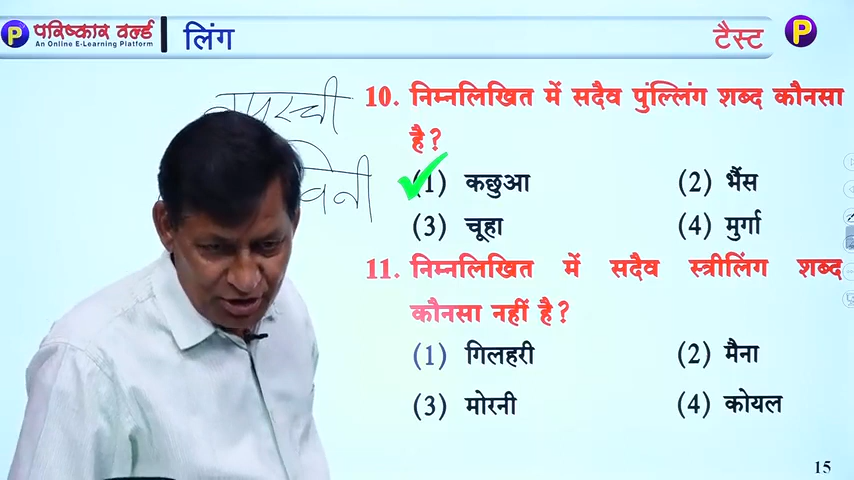 परिष्कार वर्ल्ड
An Online E-Learning Platform
लिंग
टैस्ट
10. निम्नलिखित में सदैव पुंल्लिंग शब्द कौनसा
है?
(1) कछुआ (2) भैंस
(3) चूहा (4) मुर्गा
11. निम्नलिखित में सदैव स्त्रीलिंग शब्द
कौनसा नहीं है?
(1) गिलहरी (2) मैना
(3) मोरनी (4) कोयल
15